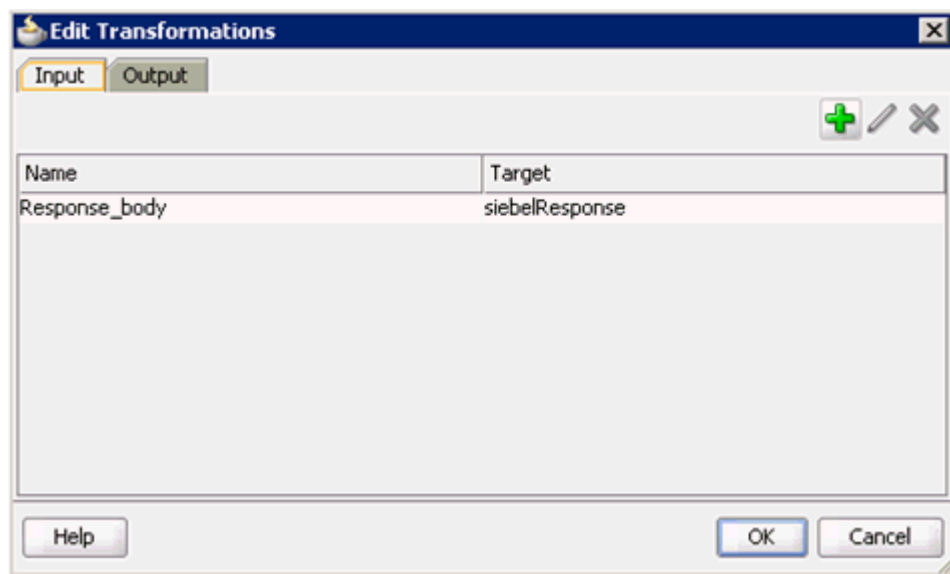 Edit Transformations
Input Output
Name Target
Response_body siebelResponse
Help OK Cancel